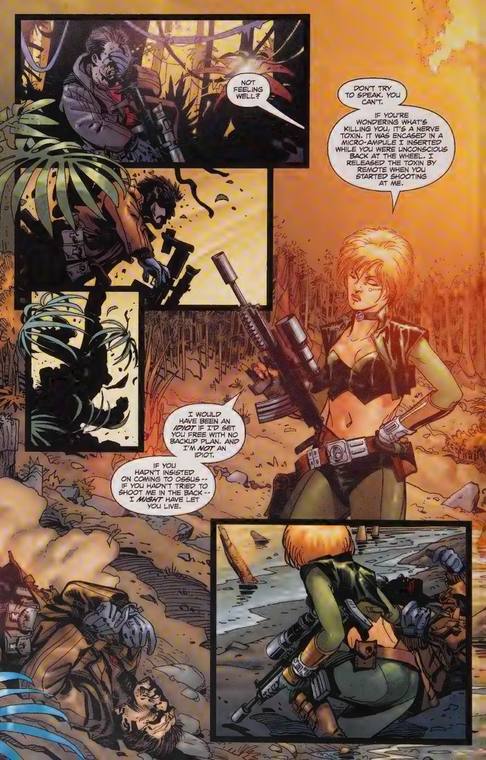 NOT
FEELING
WELL?
DON'T TRY
TO SPEAK. YOU
CAN'T.
IF YOU'RE
WONDERING WHAT'S
KILLING YOU, IT'S A NERVE
TOXIN. IT WAS ENCASED IN A
MICRO-AMPULE I INSERTED
WHILE YOU WERE UNCONSCIOUS
BACK AT THE WHEEL. I
RELEASED THE TOXIN BY
REMOTE WHEN YOU
STARTED SHOOTING
AT ME.
I WOULD
HAVE BEEN AN
IDIOT IF I'D SET
YOU FREE WITH NO
BACKUP PLAN. AND
I'M NOT AN
IDIOT.
IF YOU
HADN'T INSISTED
ON COMING TO OSSUS--
IF YOU HADN'T TRIED TO
SHOOT ME IN THE BACK--
I MIGHT HAVE LET
YOU LIVE.